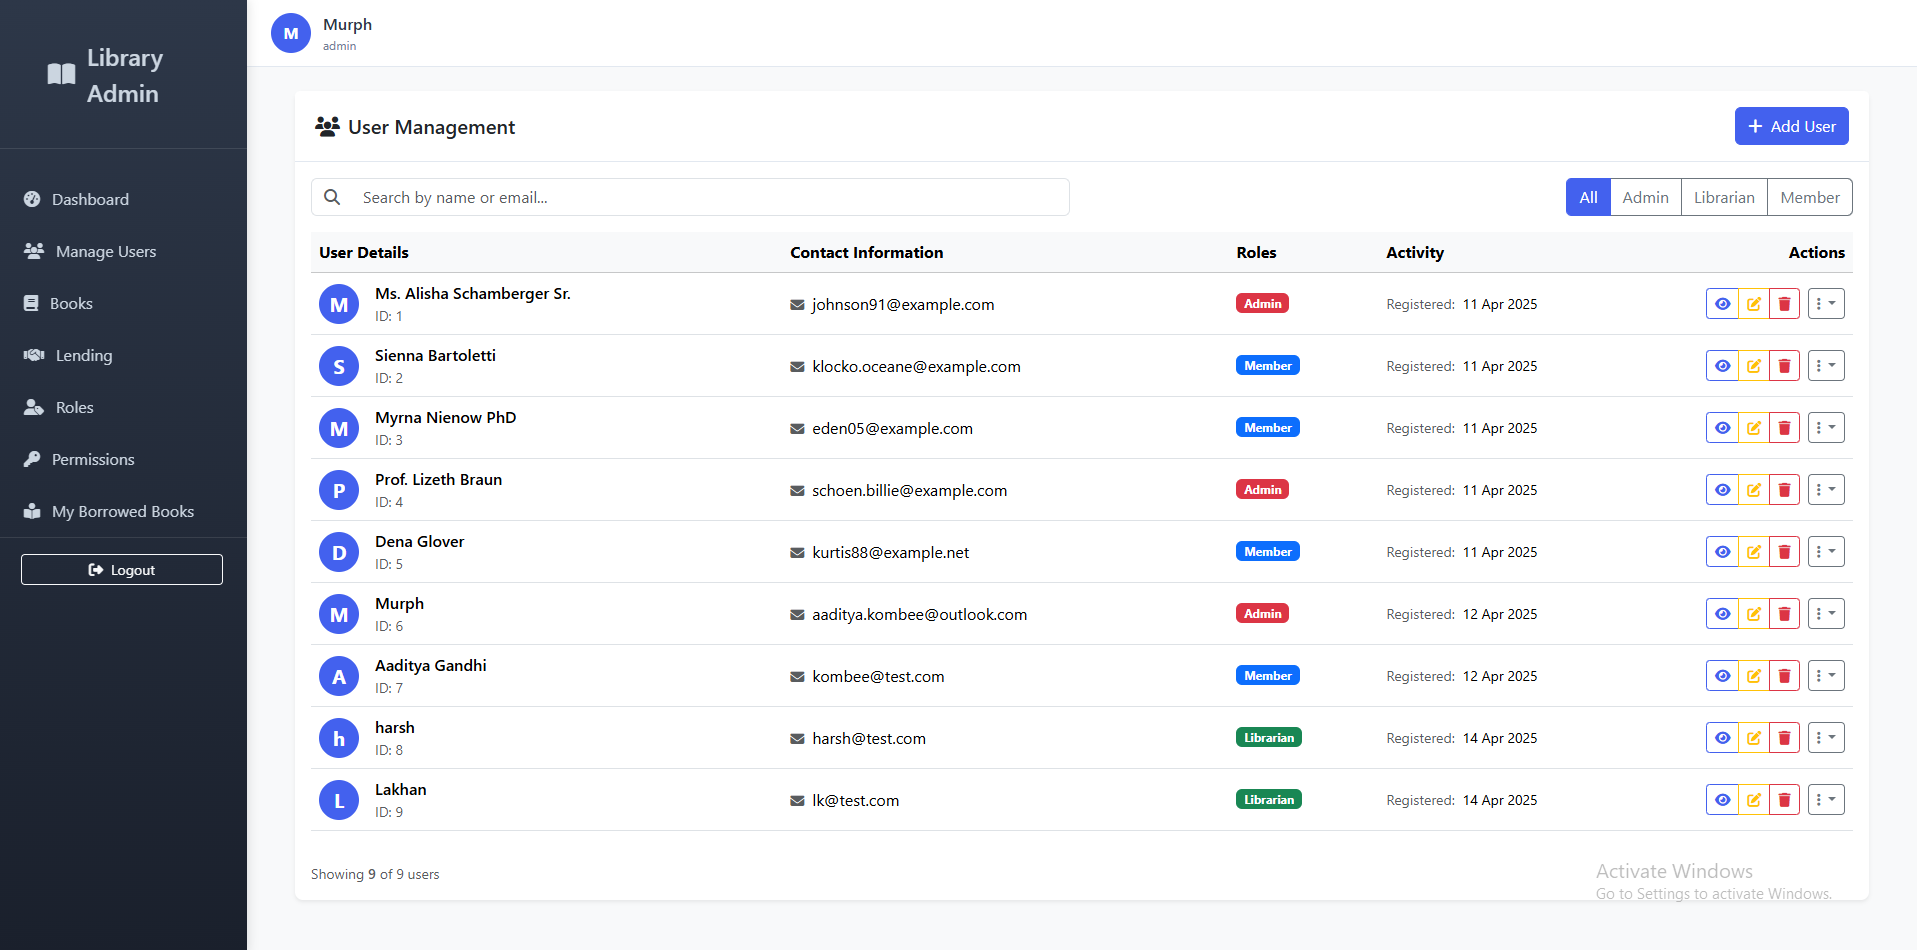 Library
Admin
Dashboard
Manage Users
Books
Lending
Roles
Permissions
My Borrowed Books
Logout
M
Murph
admin
User Management
+ Add User
Search by name or email...
All Admin Librarian Member
User Details Contact Information Roles Activity Actions
M Ms. Alisha Schamberger Sr. johnson91@example.com Admin Registered: 11 Apr 2025
ID: 1
S Sienna Bartoletti klocko.oceane@example.com Member Registered: 11 Apr 2025
ID: 2
M Myrna Nienow PhD eden05@example.com Member Registered: 11 Apr 2025
ID: 3
P Prof. Lizeth Braun schoen.billie@example.com Admin Registered: 11 Apr 2025
ID: 4
D Dena Glover kurtis88@example.net Member Registered: 11 Apr 2025
ID: 5
M Murph aaditya.kombee@outlook.com Admin Registered: 12 Apr 2025
ID: 6
A Aaditya Gandhi kombee@test.com Member Registered: 12 Apr 2025
ID: 7
h harsh harsh@test.com Librarian Registered: 14 Apr 2025
ID: 8
L Lakhan lk@test.com Librarian Registered: 14 Apr 2025
ID: 9
Showing 9 of 9 users
Activate Windows
Go to Settings to activate Windows.